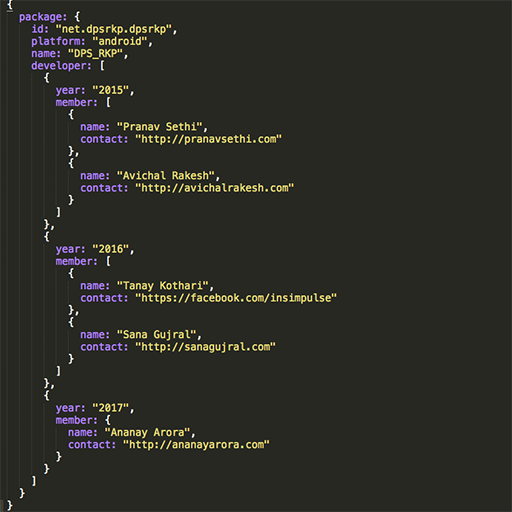 {
  package: {
    id: "net.dpsrkp.dpsrkp",
    platform: "android",
    name: "DPS_RKP",
    developer: [
      {
        year: "2015",
        member: [
          {
            name: "Pranav Sethi",
            contact: "http://pranavsethi.com"
          },
          {
            name: "Avichal Rakesh",
            contact: "http://avichalrakesh.com"
          }
        ]
      },
      {
        year: "2016",
        member: [
          {
            name: "Tanay Kothari",
            contact: "https://facebook.com/insimpulse"
          },
          {
            name: "Sana Gujral",
            contact: "http://sanagujral.com"
          }
        ]
      },
      {
        year: "2017",
        member: {
          name: "Ananay Arora",
          contact: "http://ananayarora.com"
        }
      }
    ]
  }
}